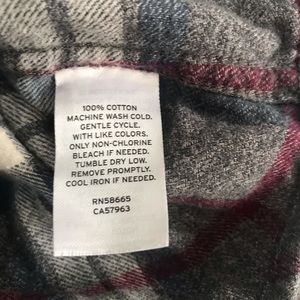 100% COTTON
MACHINE WASH COLD.
GENTLE CYCLE.
WITH LIKE COLORS.
ONLY NON-CHLORINE
BLEACH IF NEEDED.
TUMBLE DRY LOW.
REMOVE PROMPTLY.
COOL IRON IF NEEDED.
RN58665
CA57963